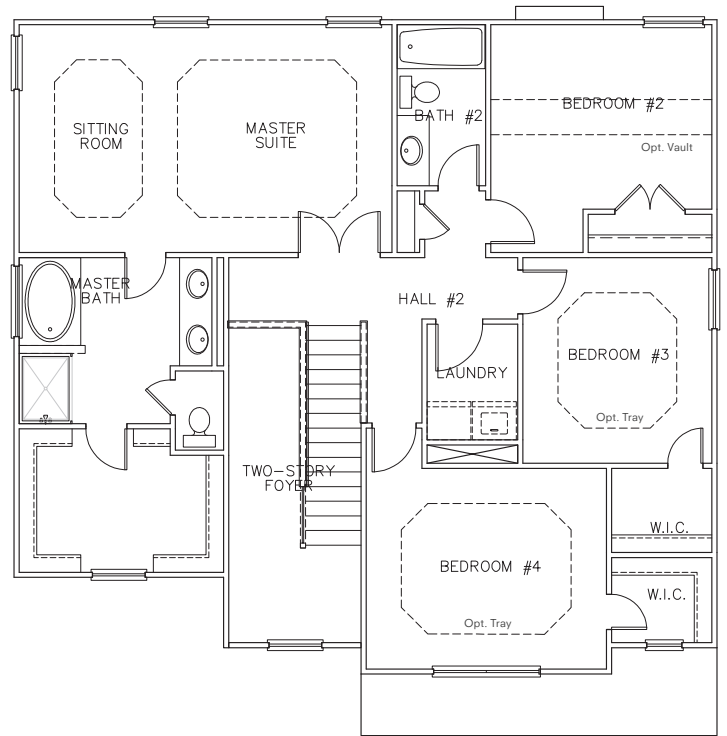 SITTING
ROOM
MASTER
SUITE
BATH #2
BEDROOM #2
Opt. Vault
MASTER
BATH
HALL #2
BEDROOM #3
Opt. Tray
LAUNDRY
TWO-STORY
FOYER
BEDROOM #4
Opt. Tray
W.I.C.
W.I.C.